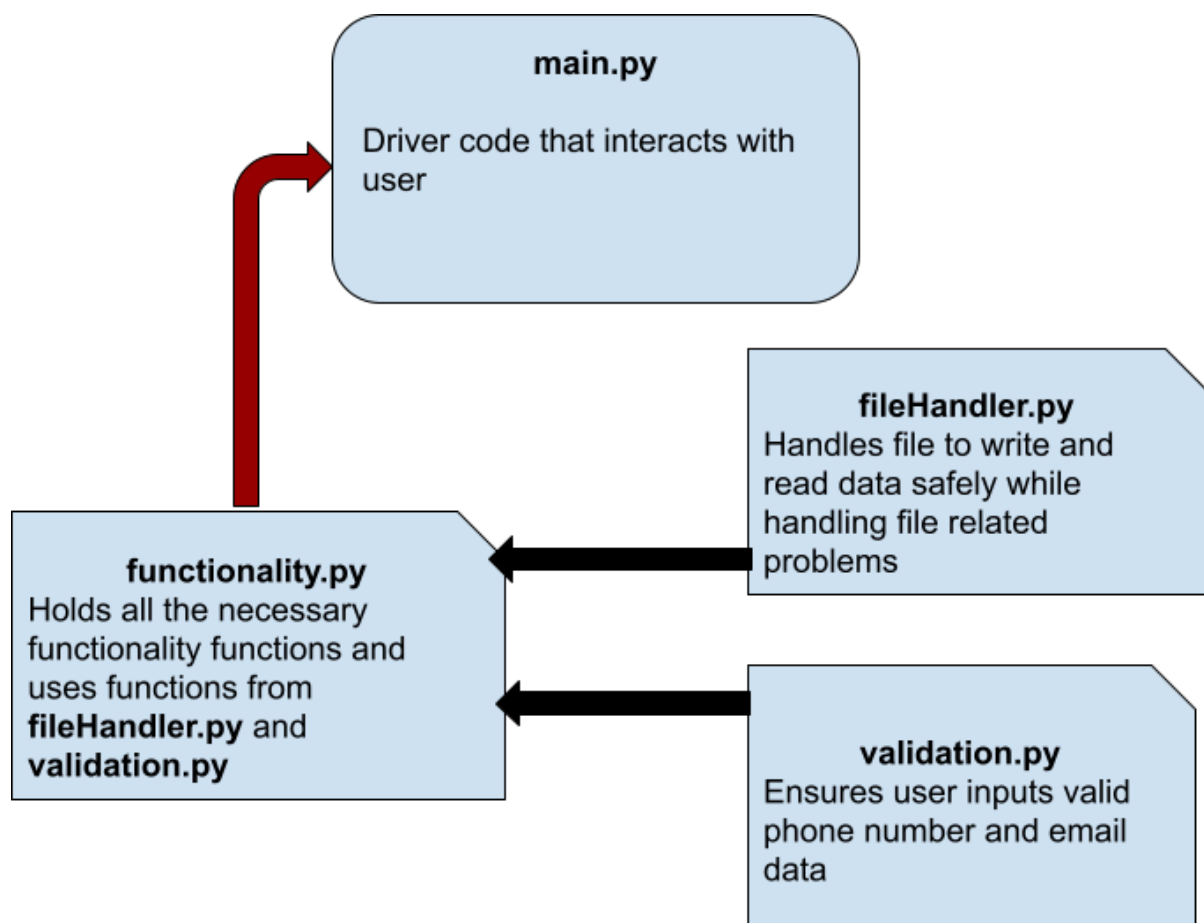 main.py
Driver code that interacts with
user
fileHandler.py
Handles file to write and
read data safely while
handling file related
problems
functionality.py
Holds all the necessary
functionality functions and
uses functions from
fileHandler.py and
validation.py
validation.py
Ensures user inputs valid
phone number and email
data